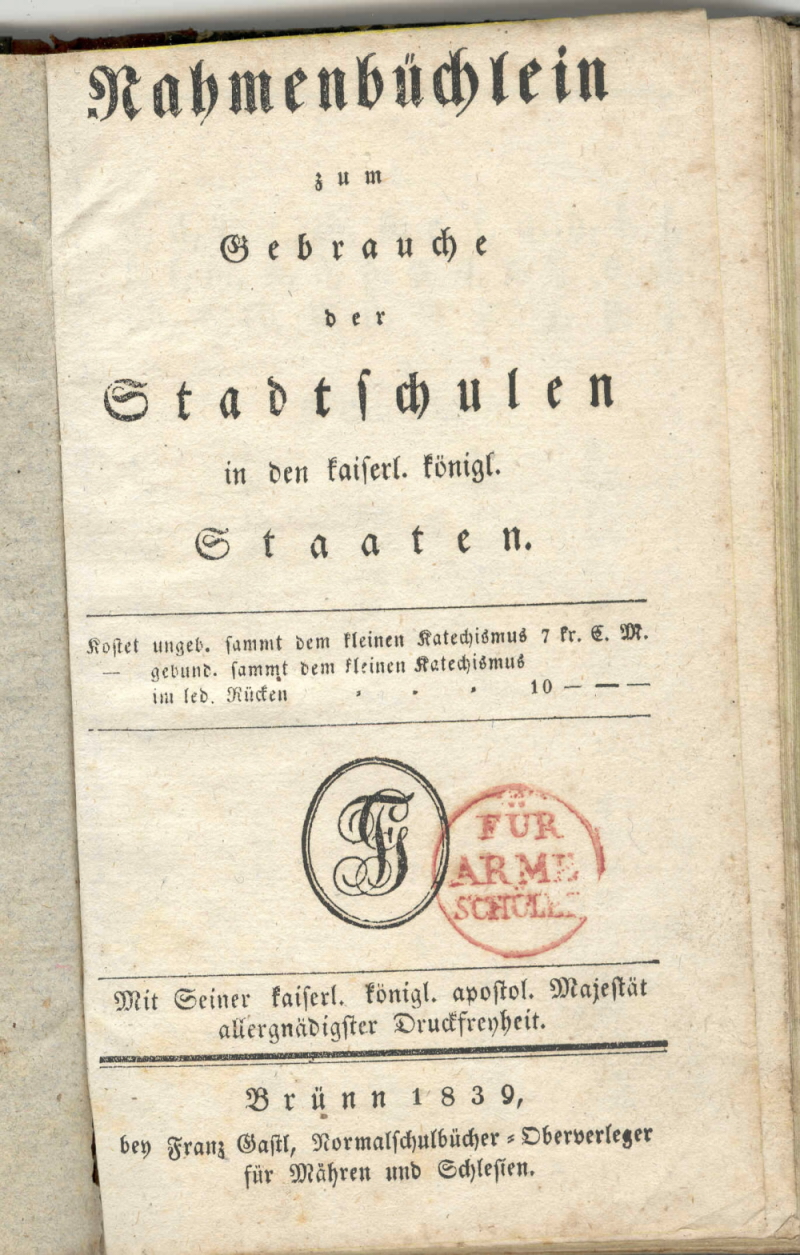 Nahmenbüchlein
zum
Gebrauche
der
Stadtschulen
in den kaiserl. königl.
Staaten.
Kostet ungeb. sammt dem kleinen Katechismus 7 kr. C. M.
— gebund. sammt dem kleinen Katechismus
im led. Rücken . . . 10 — — —
FÜR
ARME
SCHÜL
Mit Seiner kaiserl. königl. apostol. Majestät
allergnädigster Druckfreyheit.
Brünn 1839,
bey Franz Gastl, Normalschulbücher-Oberverleger
für Mähren und Schlesien.